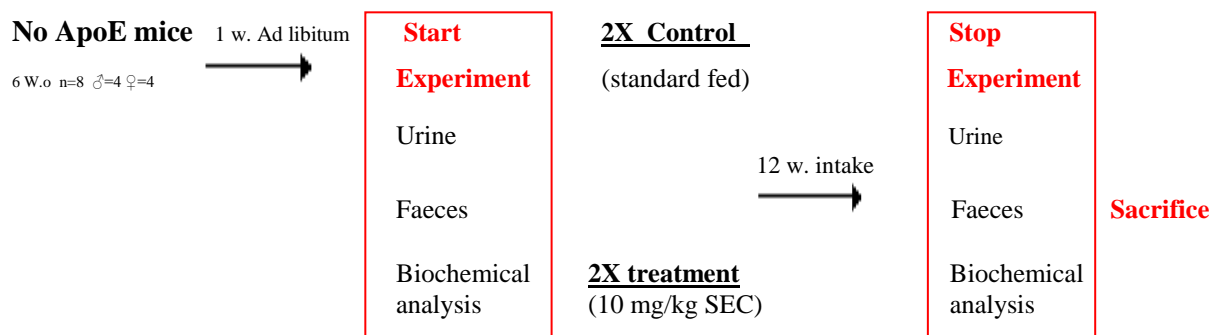 No ApoE mice
6 W.o n=8 ♂=4 ♀=4
1 w. Ad libitum
Start
Experiment
Urine
Faeces
Biochemical
analysis
2X Control
(standard fed)
2X treatment
(10 mg/kg SEC)
12 w. intake
Stop
Experiment
Urine
Faeces
Biochemical
analysis
Sacrifice